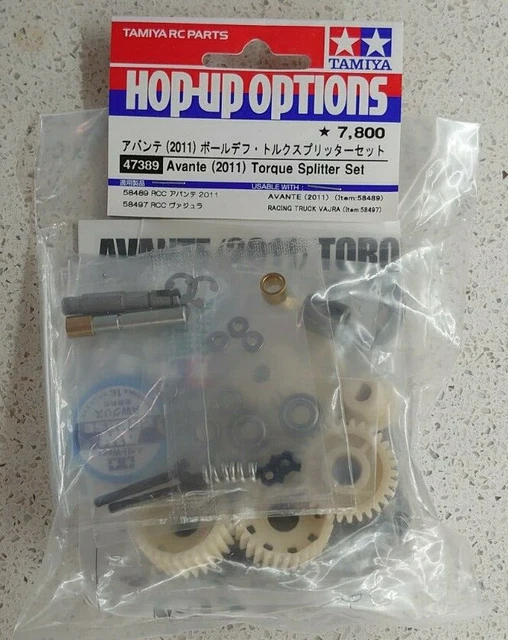 TAMIYA RC PARTS
TAMIYA
HOP-UP OPTIONS
★ 7,800
アバンテ (2011) ボールデフ・トルクスプリッターセット
47389 Avante (2011) Torque Splitter Set
適用製品 USABLE WITH :
58489 RCC アバンテ 2011 AVANTE (2011) (Item:58489)
58497 RCC ヴァジュラ RACING TRUCK VAJRA (Item:58497)
AVANTE (2011) TORQ